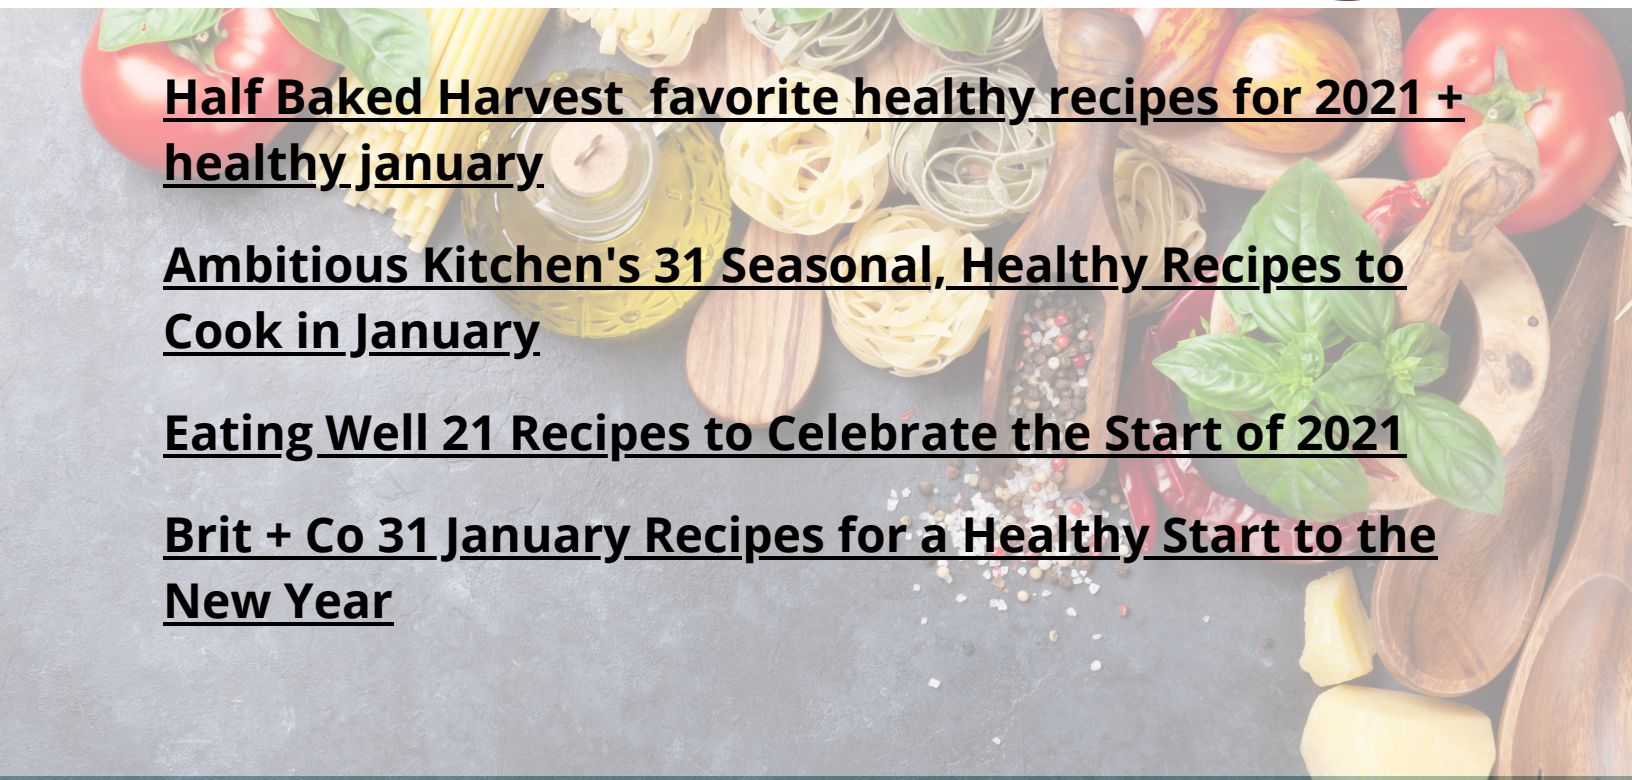 Half Baked Harvest  favorite healthy recipes for 2021 +
healthy january
Ambitious Kitchen's 31 Seasonal, Healthy Recipes to
Cook in January
Eating Well 21 Recipes to Celebrate the Start of 2021
Brit + Co 31 January Recipes for a Healthy Start to the
New Year